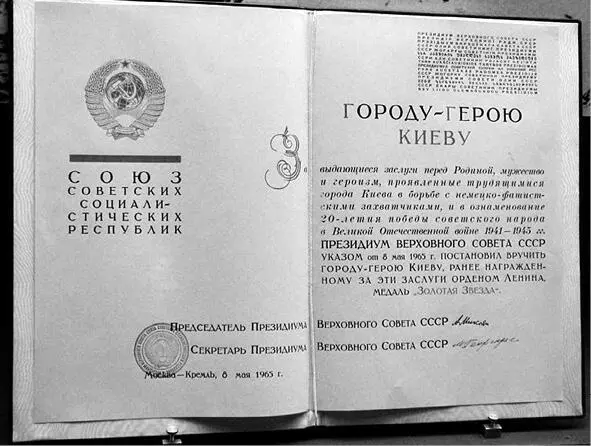 СОЮЗ
СОВЕТСКИХ
СОЦИАЛИ-
СТИЧЕСКИХ
РЕСПУБЛИК
ПРЕЗИДИУМ ВЕРХОВНОГО СОВЕТА СССР
ГОРОДУ-ГЕРОЮ
КИЕВУ
За
выдающиеся заслуги перед Родиной, мужество
и героизм, проявленные трудящимися
города Киева в борьбе с немецко-фашист-
скими захватчиками, и в ознаменование
20-летия победы советского народа
в Великой Отечественной войне 1941-1945 гг.
ПРЕЗИДИУМ ВЕРХОВНОГО СОВЕТА СССР
УКАЗОМ от 8 мая 1965 г. ПОСТАНОВИЛ ВРУЧИТЬ
ГОРОДУ-ГЕРОЮ КИЕВУ, РАНЕЕ НАГРАЖДЕН-
НОМУ ЗА ЭТИ ЗАСЛУГИ ОРДЕНОМ ЛЕНИНА,
МЕДАЛЬ „ЗОЛОТАЯ ЗВЕЗДА".
ПРЕДСЕДАТЕЛЬ ПРЕЗИДИУМА ВЕРХОВНОГО СОВЕТА СССР
СЕКРЕТАРЬ ПРЕЗИДИУМА ВЕРХОВНОГО СОВЕТА СССР
МОСКВА-КРЕМЛЬ, 8 МАЯ 1965 г.